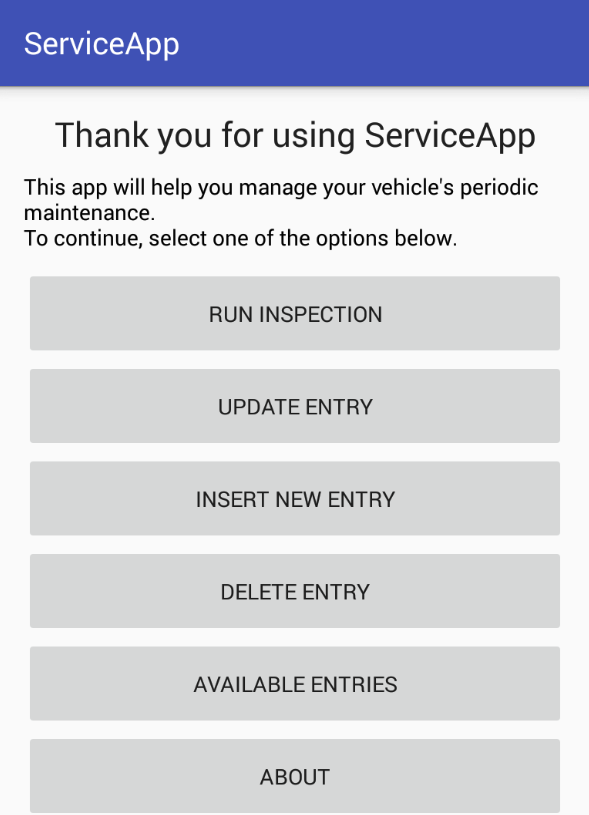 ServiceApp
Thank you for using ServiceApp
This app will help you manage your vehicle's periodic
maintenance.
To continue, select one of the options below.
RUN INSPECTION
UPDATE ENTRY
INSERT NEW ENTRY
DELETE ENTRY
AVAILABLE ENTRIES
ABOUT